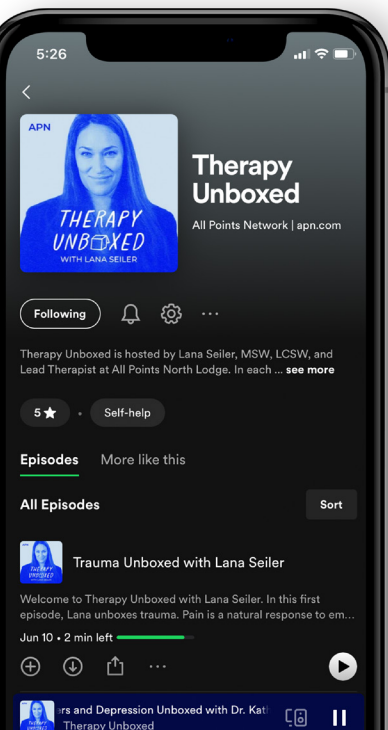 5:26
APN
THERAPY
UNBOXED
WITH LANA SEILER
Therapy
Unboxed
All Points Network | apn.com
Following
Therapy Unboxed is hosted by Lana Seiler, MSW, LCSW, and
Lead Therapist at All Points North Lodge. In each ... see more
5 ★
Self-help
Episodes More like this
All Episodes
Sort
THERAPY
UNBOXED
Trauma Unboxed with Lana Seiler
Welcome to Therapy Unboxed with Lana Seiler. In this first
episode, Lana unboxes trauma. Pain is a natural response to em...
Jun 10 • 2 min left
ers and Depression Unboxed with Dr. Kat
Therapy Unboxed